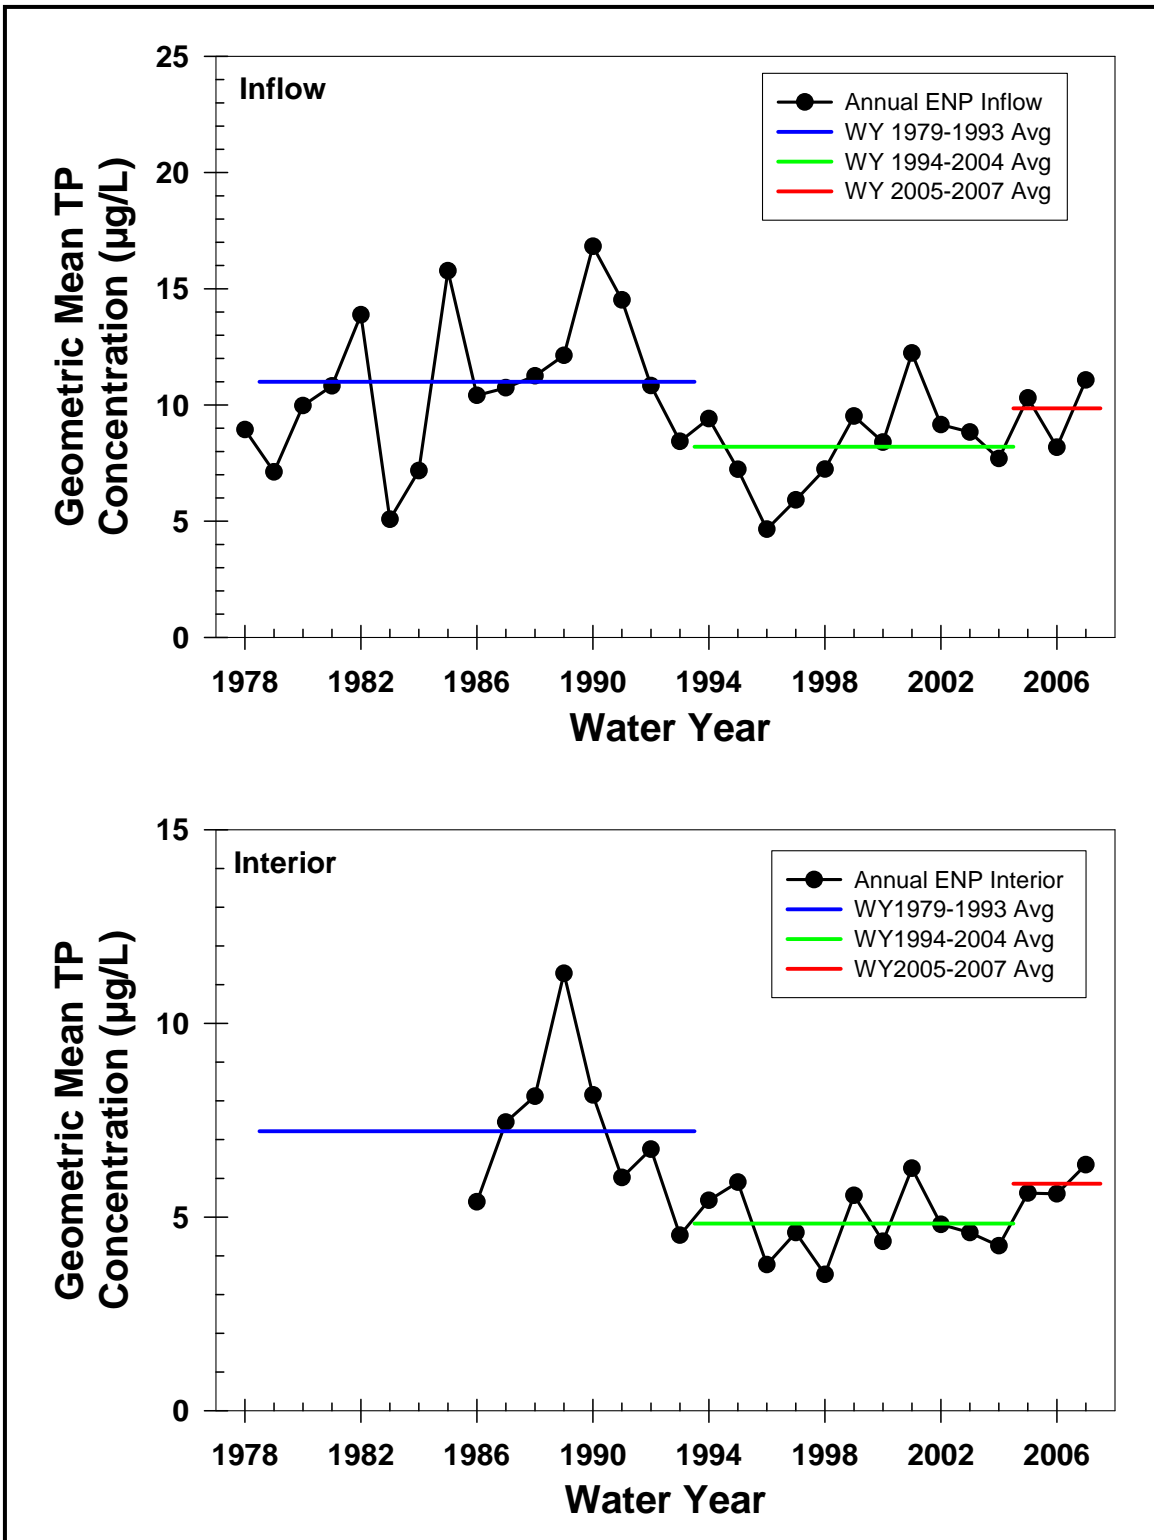 Inflow
Annual ENP Inflow
WY 1979-1993 Avg
WY 1994-2004 Avg
WY 2005-2007 Avg
Geometric Mean TP
Concentration (µg/L)
25
20
15
10
5
0
1978 1982 1986 1990 1994 1998 2002 2006
Water Year
Interior
Annual ENP Interior
WY1979-1993 Avg
WY1994-2004 Avg
WY2005-2007 Avg
Geometric Mean TP
Concentration (µg/L)
15
10
5
0
1978 1982 1986 1990 1994 1998 2002 2006
Water Year